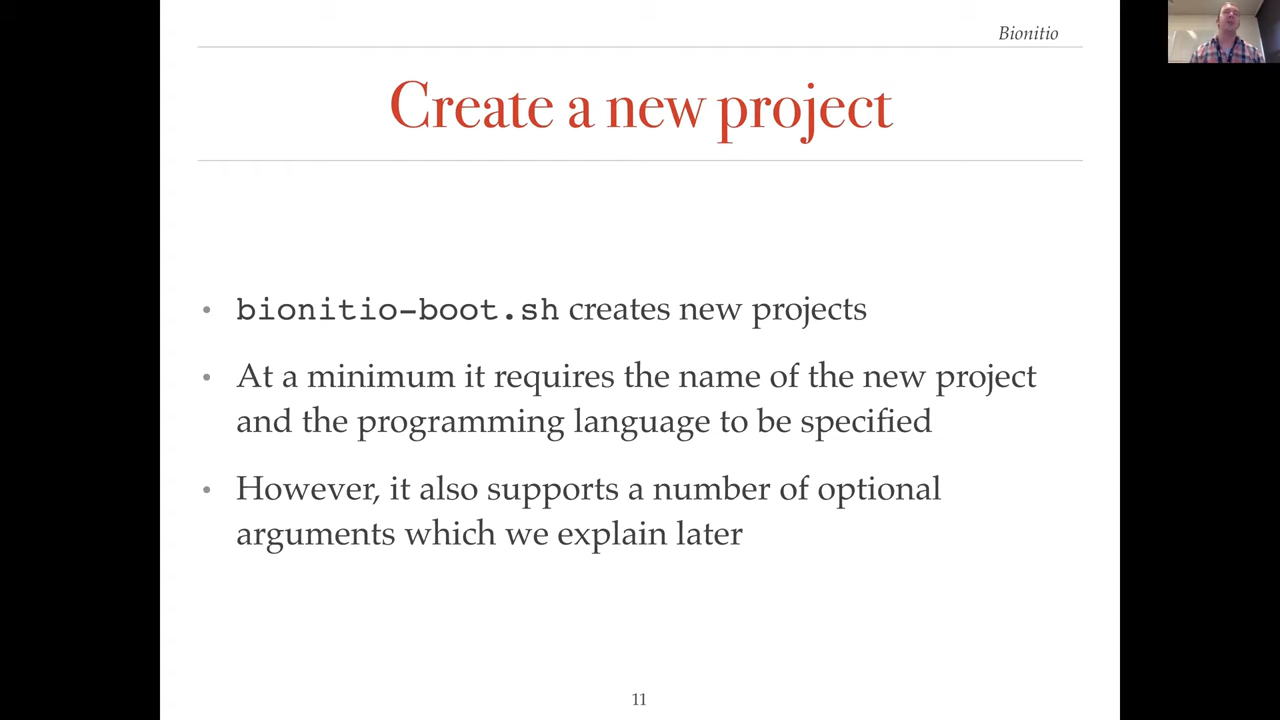 Bionitio
Create a new project
• bionitio-boot.sh creates new projects
• At a minimum it requires the name of the new project
and the programming language to be specified
• However, it also supports a number of optional
arguments which we explain later
11